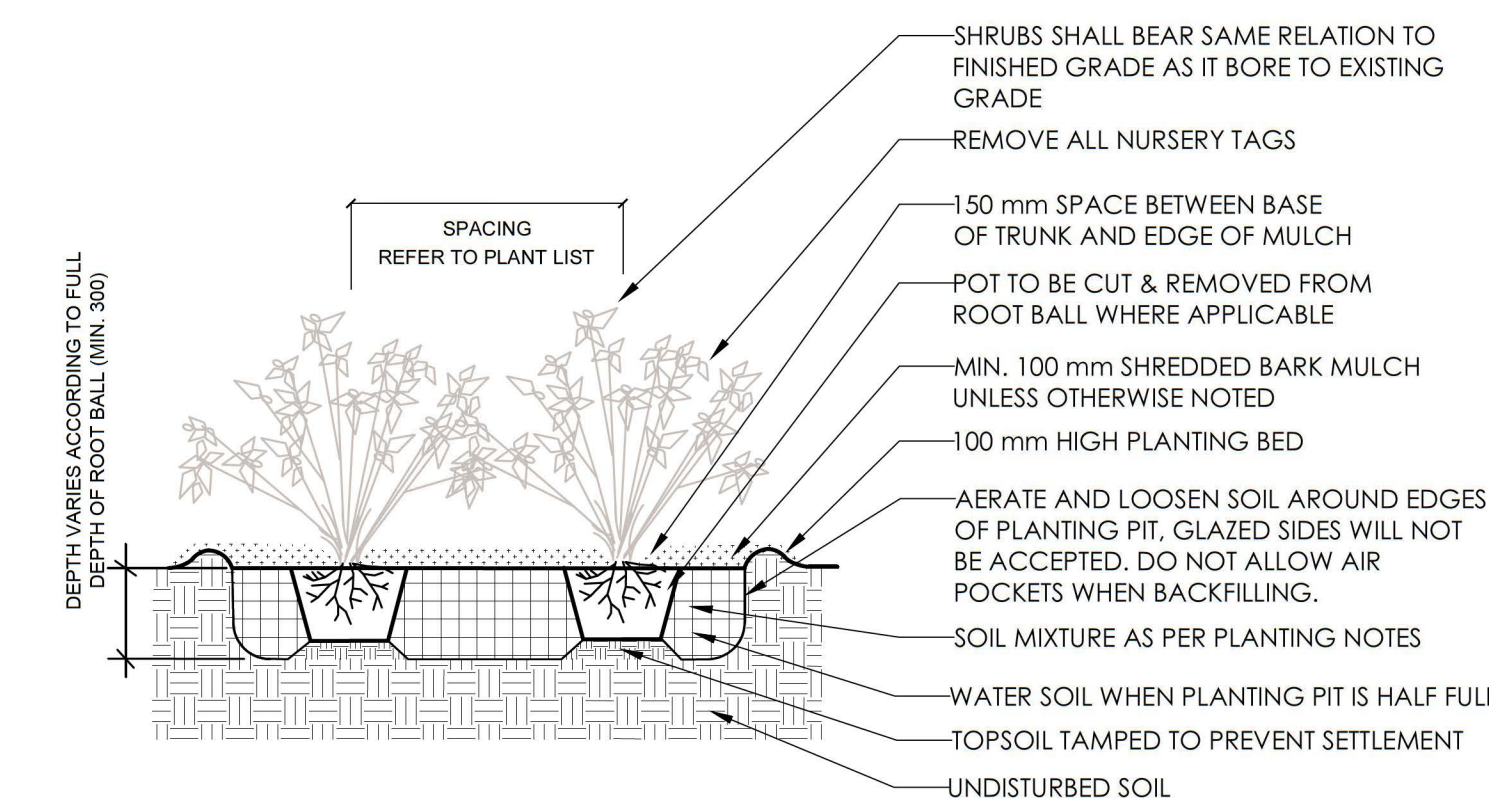 SHRUBS SHALL BEAR SAME RELATION TO
FINISHED GRADE AS IT BORE TO EXISTING
GRADE
REMOVE ALL NURSERY TAGS
150 mm SPACE BETWEEN BASE
OF TRUNK AND EDGE OF MULCH
POT TO BE CUT & REMOVED FROM
ROOT BALL WHERE APPLICABLE
MIN. 100 mm SHREDDED BARK MULCH
UNLESS OTHERWISE NOTED
100 mm HIGH PLANTING BED
AERATE AND LOOSEN SOIL AROUND EDGES
OF PLANTING PIT, GLAZED SIDES WILL NOT
BE ACCEPTED. DO NOT ALLOW AIR
POCKETS WHEN BACKFILLING.
SOIL MIXTURE AS PER PLANTING NOTES
WATER SOIL WHEN PLANTING PIT IS HALF FULL
TOPSOIL TAMPED TO PREVENT SETTLEMENT
UNDISTURBED SOIL
SPACING
REFER TO PLANT LIST
DEPTH VARIES ACCORDING TO FULL
DEPTH OF ROOT BALL (MIN. 300)